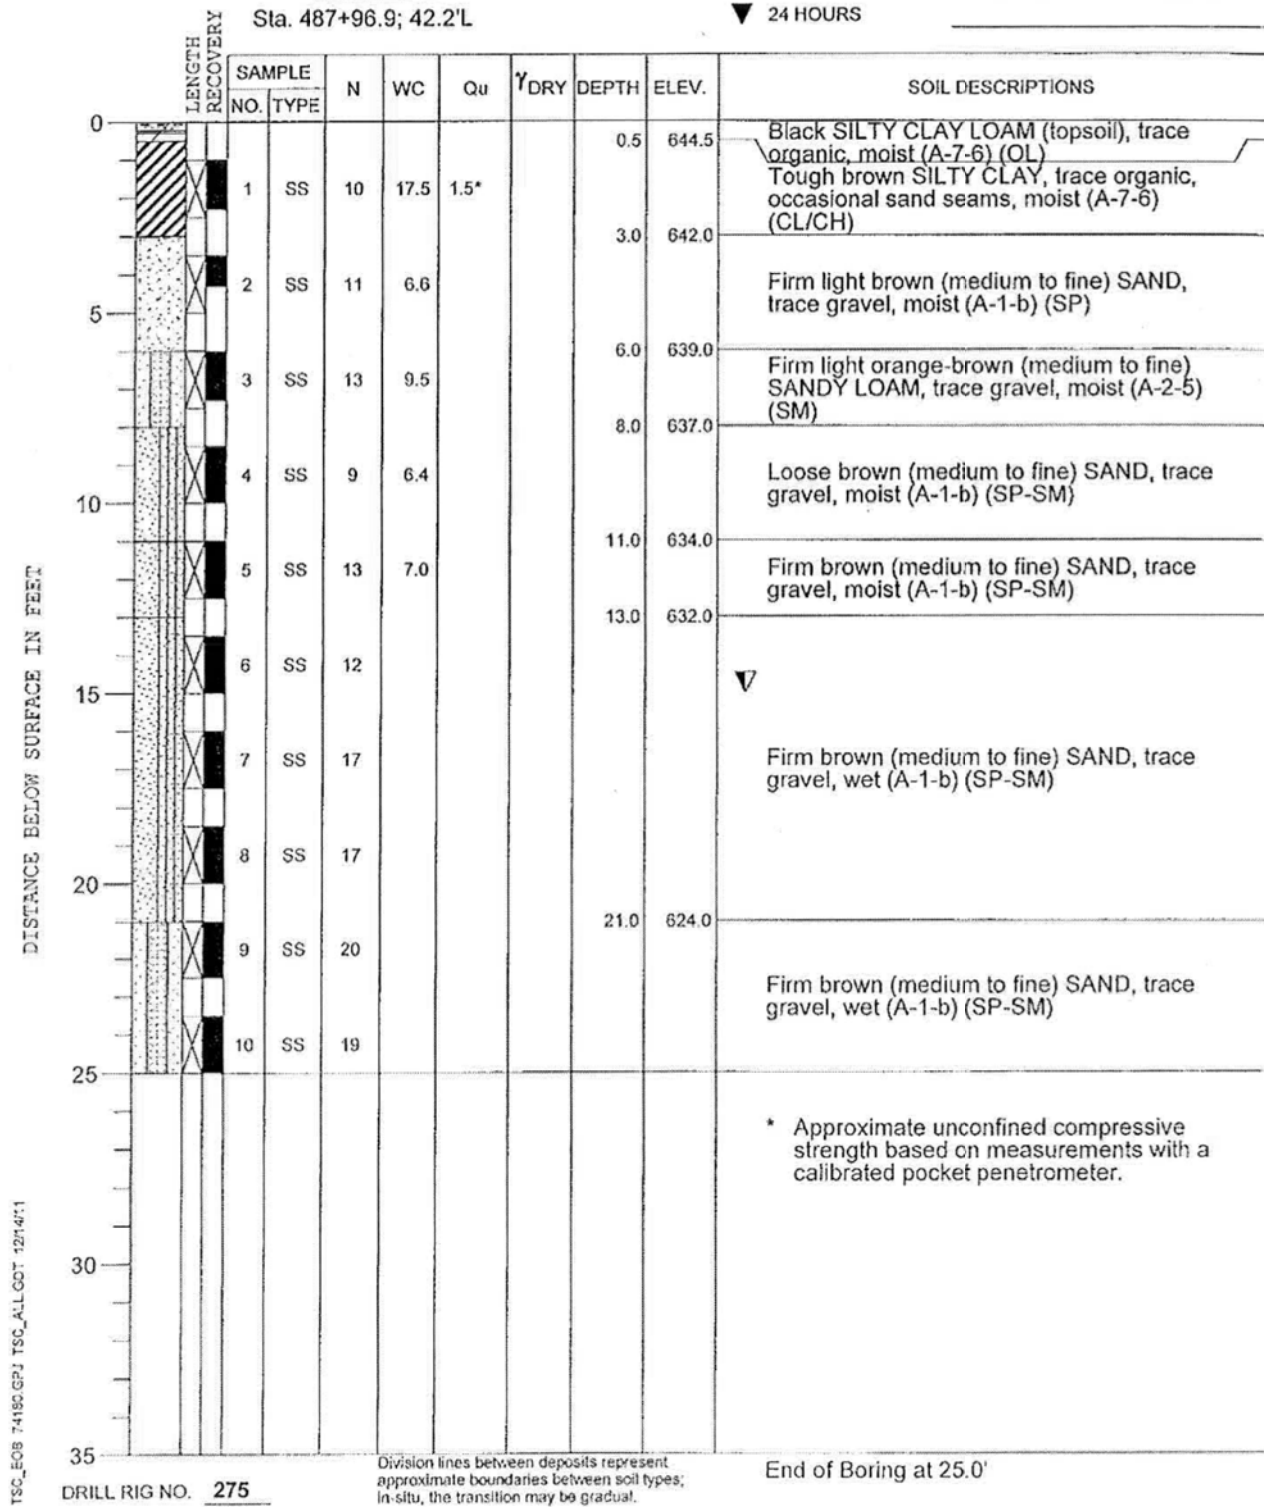 Sta. 487+96.9; 42.2'L
▼ 24 HOURS
LENGTH
RECOVERY
SAMPLE
NO. TYPE N WC Qu γDRY DEPTH ELEV. SOIL DESCRIPTIONS
0
0.5 644.5 Black SILTY CLAY LOAM (topsoil), trace
organic, moist (A-7-6) (OL)
1 SS 10 17.5 1.5* Tough brown SILTY CLAY, trace organic,
occasional sand seams, moist (A-7-6)
(CL/CH)
3.0 642.0
2 SS 11 6.6 Firm light brown (medium to fine) SAND,
trace gravel, moist (A-1-b) (SP)
5
6.0 639.0
3 SS 13 9.5 Firm light orange-brown (medium to fine)
SANDY LOAM, trace gravel, moist (A-2-5)
(SM)
8.0 637.0
4 SS 9 6.4 Loose brown (medium to fine) SAND, trace
gravel, moist (A-1-b) (SP-SM)
10
11.0 634.0
5 SS 13 7.0 Firm brown (medium to fine) SAND, trace
gravel, moist (A-1-b) (SP-SM)
13.0 632.0
6 SS 12
15
7 SS 17 Firm brown (medium to fine) SAND, trace
gravel, wet (A-1-b) (SP-SM)
8 SS 17
20
21.0 624.0
9 SS 20
Firm brown (medium to fine) SAND, trace
gravel, wet (A-1-b) (SP-SM)
10 SS 19
25
* Approximate unconfined compressive
strength based on measurements with a
calibrated pocket penetrometer.
30
35
DISTANCE BELOW SURFACE IN FEET
TSC_EOB 74180.GPJ TSC_ALL.GDT 12/14/11
DRILL RIG NO. 275
Division lines between deposits represent
approximate boundaries between soil types;
in-situ, the transition may be gradual.
End of Boring at 25.0'